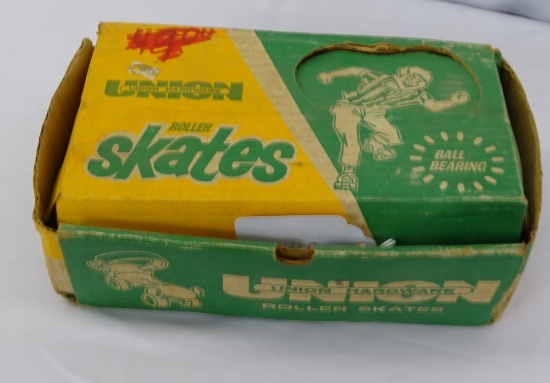 UNION
UNION HARDWARE
ROLLER
skates
BALL
BEARING
UNION
UNION HARDWARE
ROLLER SKATES